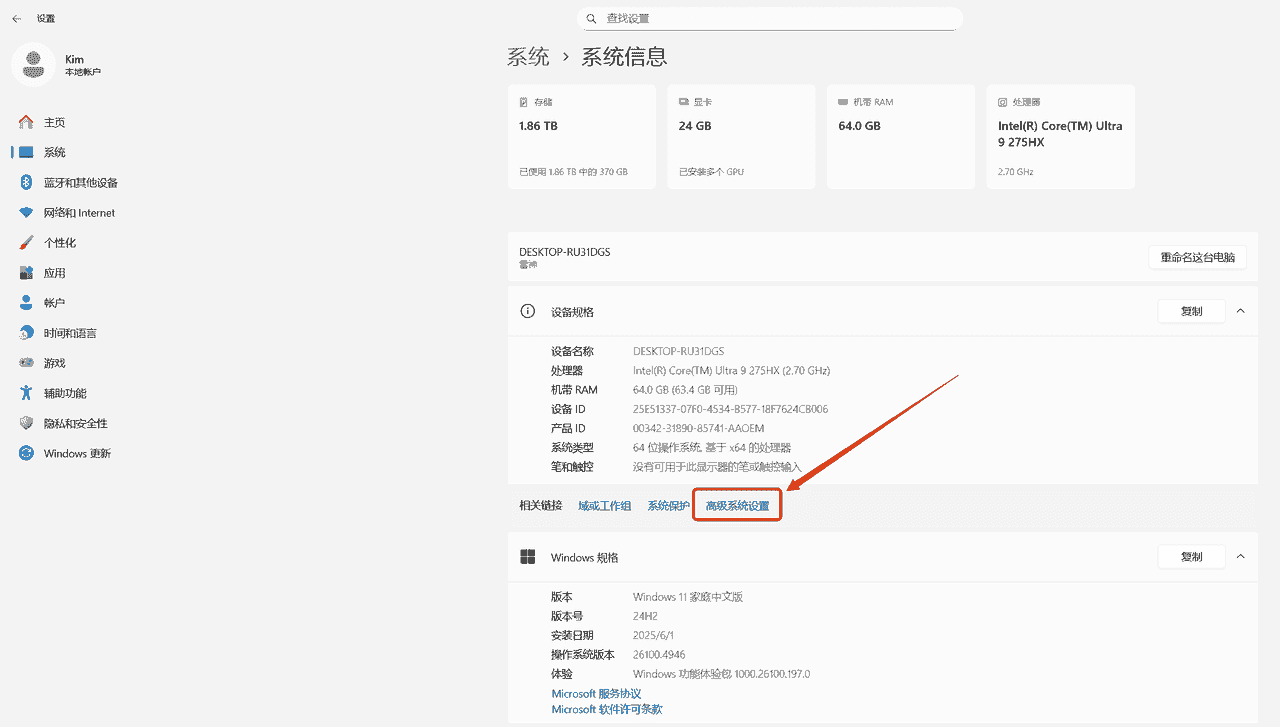 设置
查找设置
Kim
本地帐户
主页
系统
蓝牙和其他设备
网络和 Internet
个性化
应用
帐户
时间和语言
游戏
辅助功能
隐私和安全性
Windows 更新
系统 › 系统信息
存储
1.86 TB
已使用 1.86 TB 中的 370 GB
显卡
24 GB
已安装多个 GPU
机带 RAM
64.0 GB
处理器
Intel(R) Core(TM) Ultra
9 275HX
2.70 GHz
DESKTOP-RU31DGS
雷神
重命名这台电脑
设备规格
复制
设备名称 DESKTOP-RU31DGS
处理器 Intel(R) Core(TM) Ultra 9 275HX (2.70 GHz)
机带 RAM 64.0 GB (63.4 GB 可用)
设备 ID 25E51337-07F0-4534-B577-18F7624CB006
产品 ID 00342-31890-85741-AAOEM
系统类型 64 位操作系统, 基于 x64 的处理器
笔和触控 没有可用于此显示器的笔或触控输入
相关链接 域或工作组 系统保护 高级系统设置
Windows 规格
复制
版本 Windows 11 家庭中文版
版本号 24H2
安装日期 2025/6/1
操作系统版本 26100.4946
体验 Windows 功能体验包 1000.26100.197.0
Microsoft 服务协议
Microsoft 软件许可条款